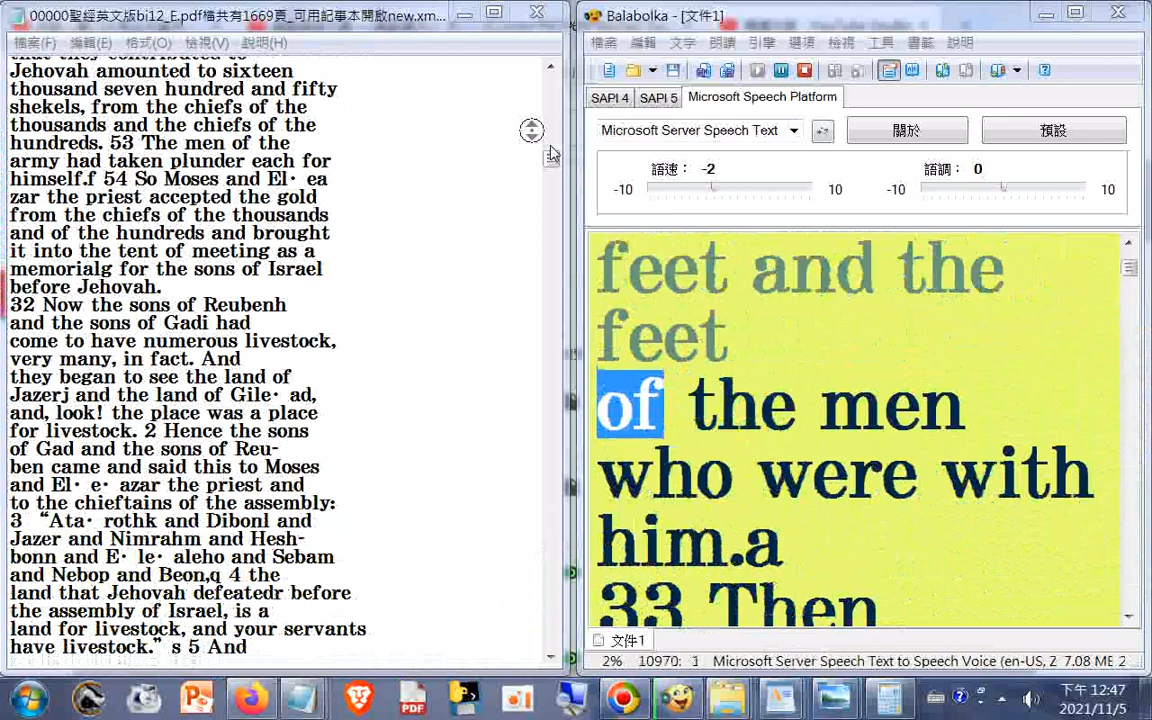 00000聖經英文版bi12_E.pdf檔共有1669頁_可用記事本開啟new.xm...
檔案(F) 編輯(E) 格式(O) 檢視(V) 說明(H)
that they contributed to
Jehovah amounted to sixteen
thousand seven hundred and fifty
shekels, from the chiefs of the
thousands and the chiefs of the
hundreds. 53 The men of the
army had taken plunder each for
himself.f 54 So Moses and El· ea
zar the priest accepted the gold
from the chiefs of the thousands
and of the hundreds and brought
it into the tent of meeting as a
memorialg for the sons of Israel
before Jehovah.
32 Now the sons of Reubenh
and the sons of Gadi had
come to have numerous livestock,
very many, in fact. And
they began to see the land of
Jazerj and the land of Gile· ad,
and, look! the place was a place
for livestock. 2 Hence the sons
of Gad and the sons of Reu-
ben came and said this to Moses
and El· e· azar the priest and
to the chieftains of the assembly:
3 “Ata· rothk and Dibonl and
Jazer and Nimrahm and Hesh-
bonn and E· le· aleho and Sebam
and Nebop and Beon,q 4 the
land that Jehovah defeatedr before
the assembly of Israel, is a
land for livestock, and your servants
have livestock.” s 5 And
Balabolka - [文件1]
檔案 編輯 文字 朗讀 引擎 選項 檢視 工具 書籤 說明
SAPI 4 SAPI 5 Microsoft Speech Platform
Microsoft Server Speech Text 關於 預設
語速： -2 語調： 0
-10 10 -10 10
feet and the
feet
of the men
who were with
him.a
33 Then
文件1
2% 10970: 1 Microsoft Server Speech Text to Speech Voice (en-US, Z 7.08 ME 2
PDF
下午 12:47
2021/11/5